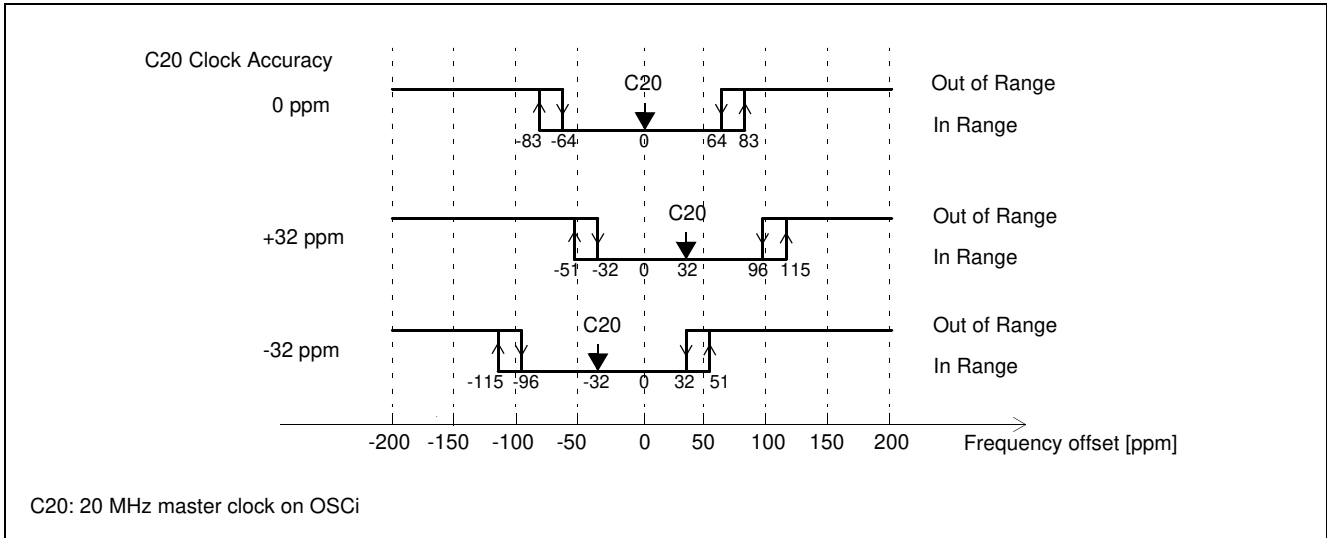 C20 Clock Accuracy
0 ppm
C20
Out of Range
In Range
-83 -64 0 64 83
+32 ppm
C20
Out of Range
In Range
-51 -32 0 32 96 115
-32 ppm
C20
Out of Range
In Range
-115 -96 -32 0 32 51
-200 -150 -100 -50 0 50 100 150 200 Frequency offset [ppm]
C20: 20 MHz master clock on OSCi